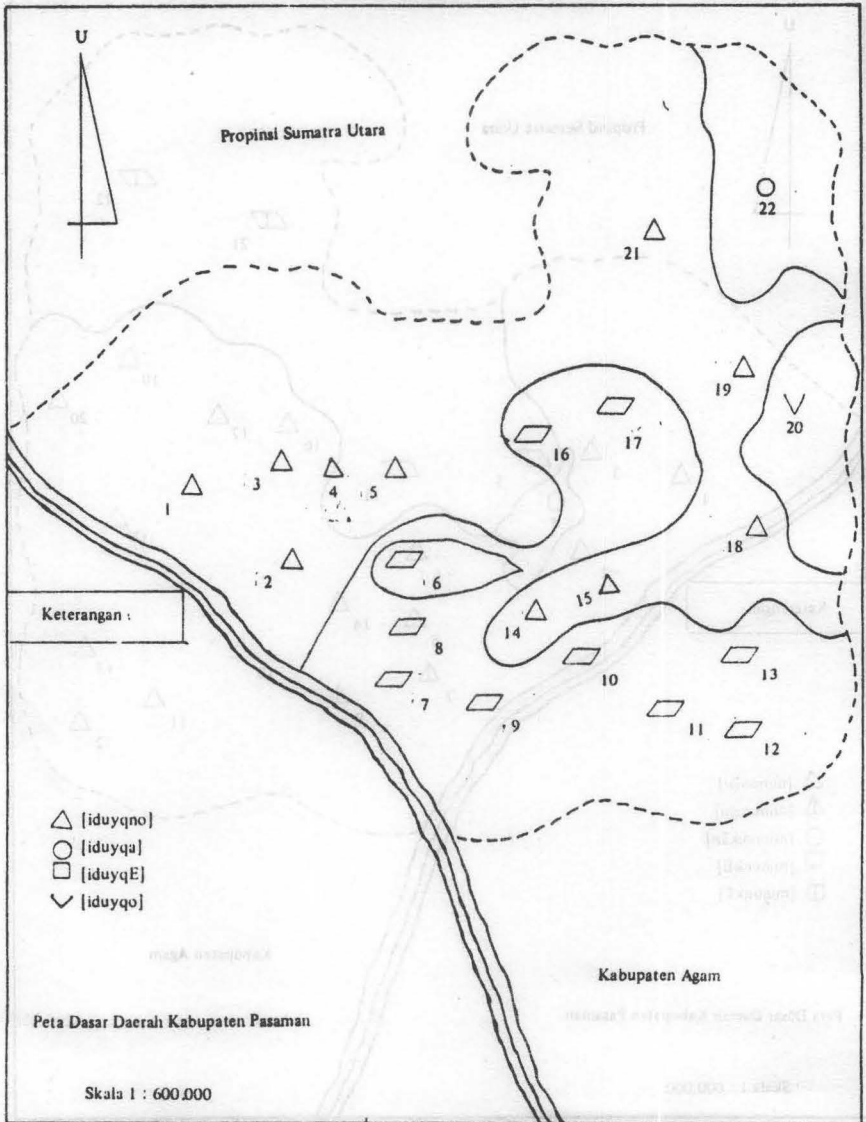 U
Propinsi Sumatra Utara
22
21
19
20
17
16
3
4
5
1
18
2
6
15
Keterangan :
14
8
10
13
7
9
11
12
[iduyqno]
[iduyqa]
[iduyqE]
[iduyqo]
Kabupaten Agam
Peta Dasar Daerah Kabupaten Pasaman
Skala 1 : 600.000